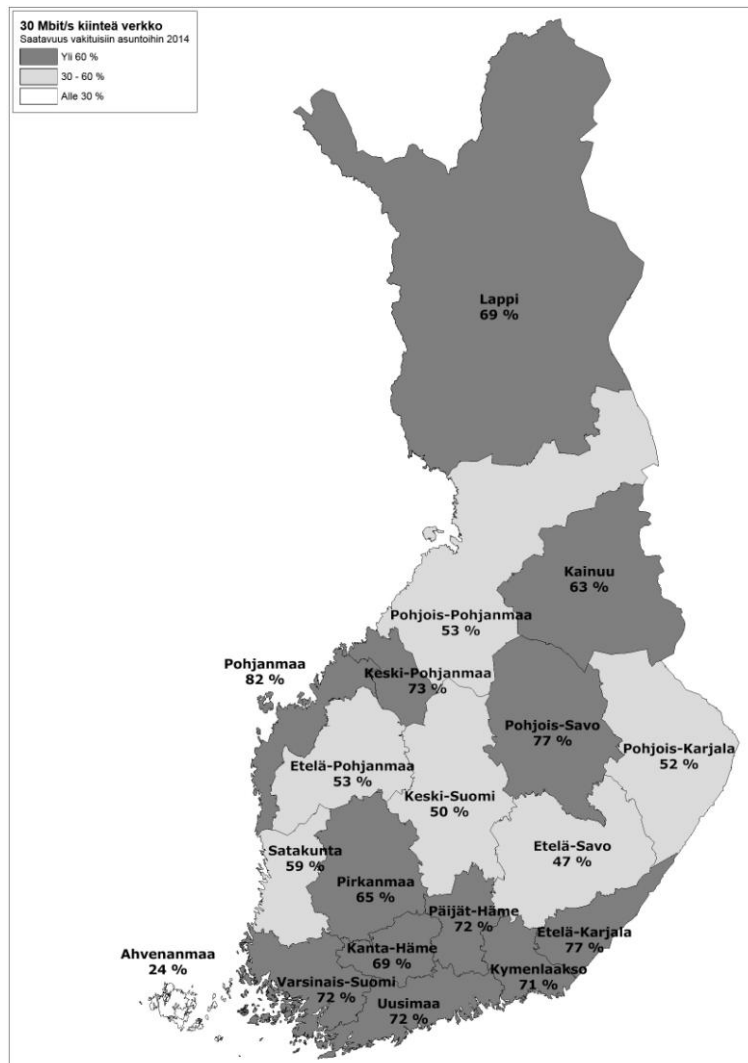 30 Mbit/s kiinteä verkko
Saatavuus vakituisiin asuntoihin 2014
Yli 60 %
30 - 60 %
Alle 30 %
Lappi
69 %
Kainuu
63 %
Pohjois-Pohjanmaa
53 %
Pohjanmaa
82 %
Keski-Pohjanmaa
73 %
Pohjois-Savo
77 %
Pohjois-Karjala
52 %
Etelä-Pohjanmaa
53 %
Keski-Suomi
50 %
Etelä-Savo
47 %
Satakunta
59 %
Pirkanmaa
65 %
Päijät-Häme
72 %
Etelä-Karjala
77 %
Ahvenanmaa
24 %
Kanta-Häme
69 %
Kymenlaakso
71 %
Varsinais-Suomi
72 %
Uusimaa
72 %